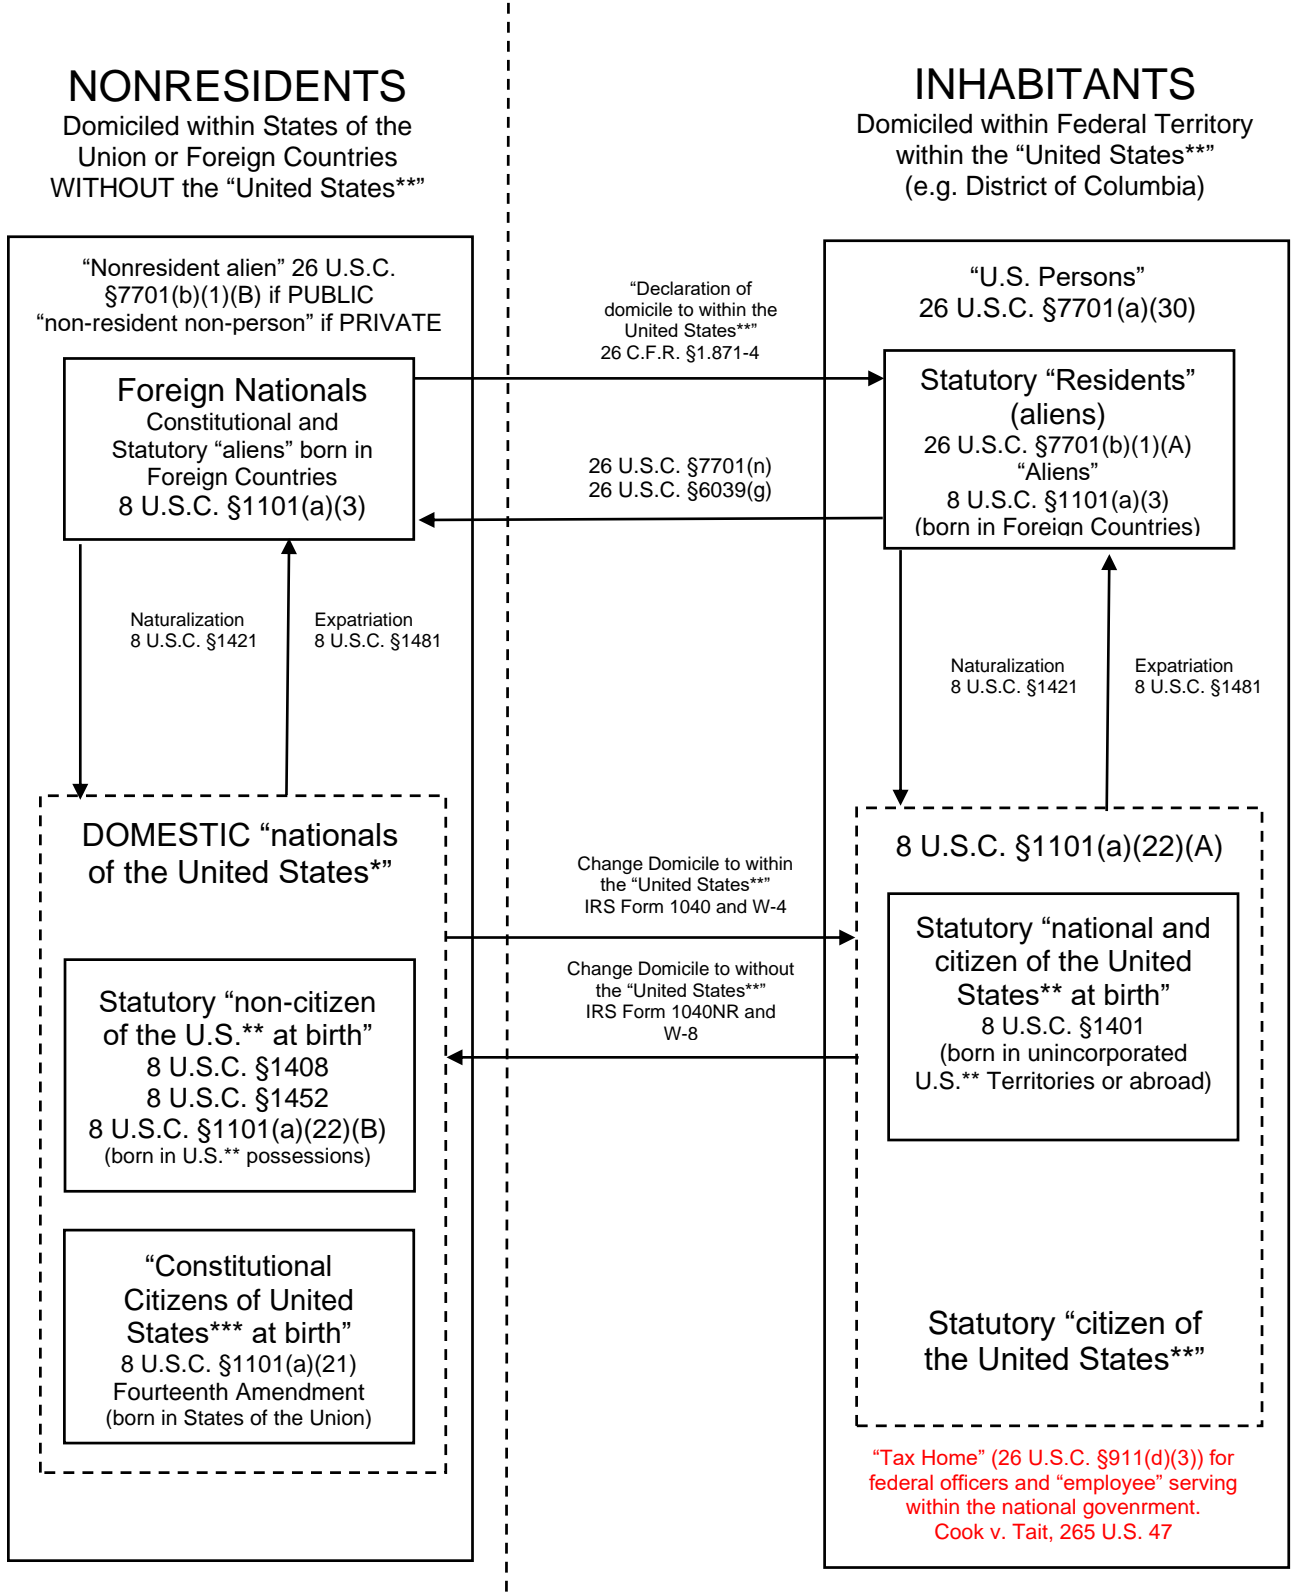 NONRESIDENTS
Domiciled within States of the
Union or Foreign Countries
WITHOUT the “United States**”
INHABITANTS
Domiciled within Federal Territory
within the “United States**”
(e.g. District of Columbia)
“Nonresident alien” 26 U.S.C.
§7701(b)(1)(B) if PUBLIC
“non-resident non-person” if PRIVATE
Foreign Nationals
Constitutional and
Statutory “aliens” born in
Foreign Countries
8 U.S.C. §1101(a)(3)
“Declaration of
domicile to within the
United States**”
26 C.F.R. §1.871-4
26 U.S.C. §7701(n)
26 U.S.C. §6039(g)
“U.S. Persons”
26 U.S.C. §7701(a)(30)
Statutory “Residents”
(aliens)
26 U.S.C. §7701(b)(1)(A)
“Aliens”
8 U.S.C. §1101(a)(3)
(born in Foreign Countries)
Naturalization
8 U.S.C. §1421
Expatriation
8 U.S.C. §1481
Naturalization
8 U.S.C. §1421
Expatriation
8 U.S.C. §1481
DOMESTIC “nationals
of the United States*”
Statutory “non-citizen
of the U.S.** at birth”
8 U.S.C. §1408
8 U.S.C. §1452
8 U.S.C. §1101(a)(22)(B)
(born in U.S.** possessions)
“Constitutional
Citizens of United
States*** at birth”
8 U.S.C. §1101(a)(21)
Fourteenth Amendment
(born in States of the Union)
Change Domicile to within
the “United States**”
IRS Form 1040 and W-4
Change Domicile to without
the “United States**”
IRS Form 1040NR and
W-8
8 U.S.C. §1101(a)(22)(A)
Statutory “national and
citizen of the United
States** at birth”
8 U.S.C. §1401
(born in unincorporated
U.S.** Territories or abroad)
Statutory “citizen of
the United States**”
“Tax Home” (26 U.S.C. §911(d)(3)) for
federal officers and “employee” serving
within the national govenrment.
Cook v. Tait, 265 U.S. 47